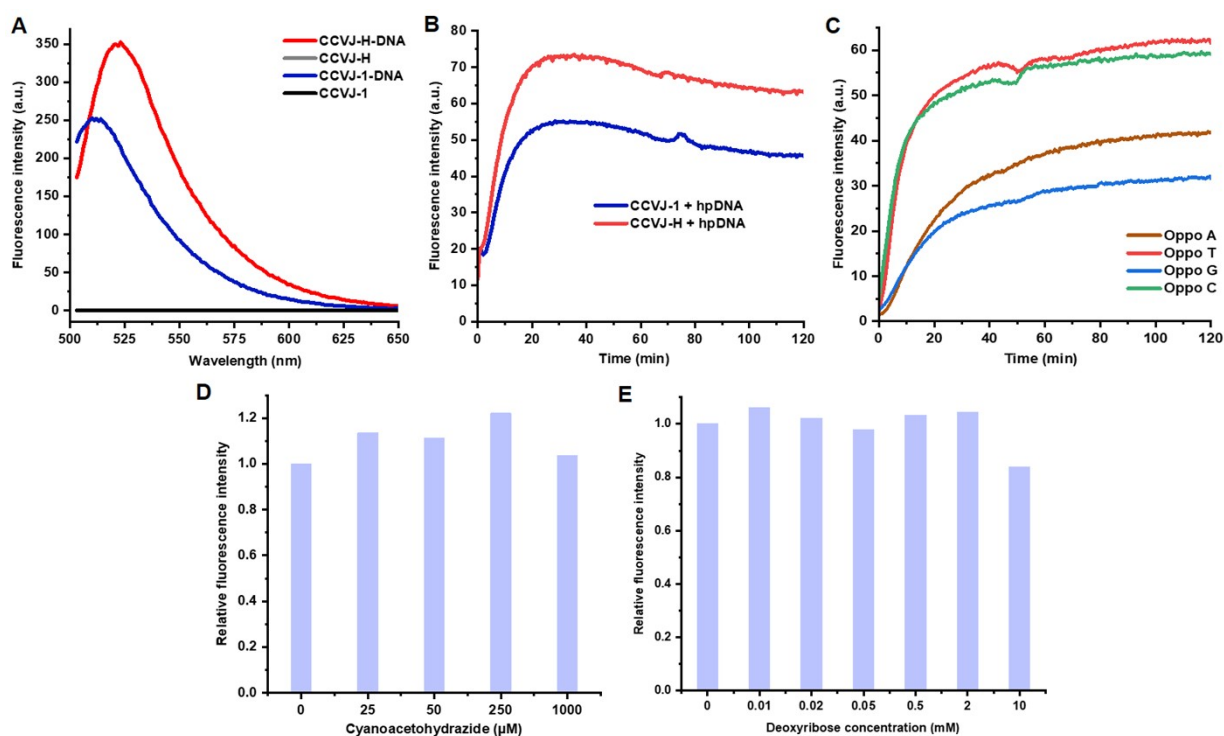 A
CCVJ-H-DNA
CCVJ-H
CCVJ-1-DNA
CCVJ-1
Fluorescence intensity (a.u.)
350
300
250
200
150
100
50
0
500 525 550 575 600 625 650
Wavelength (nm)
B
CCVJ-1 + hpDNA
CCVJ-H + hpDNA
Fluorescence intensity (a.u.)
80
70
60
50
40
30
20
10
0
0 20 40 60 80 100 120
Time (min)
C
Oppo A
Oppo T
Oppo G
Oppo C
Fluorescence intensity (a.u.)
60
50
40
30
20
10
0
0 20 40 60 80 100 120
Time (min)
D
Relative fluorescence intensity
1.2
1.0
0.8
0.6
0.4
0.2
0.0
0 25 50 250 1000
Cyanoacetohydrazide (µM)
E
Relative fluorescence intensity
1.0
0.8
0.6
0.4
0.2
0.0
0 0.01 0.02 0.05 0.5 2 10
Deoxyribose concentration (mM)